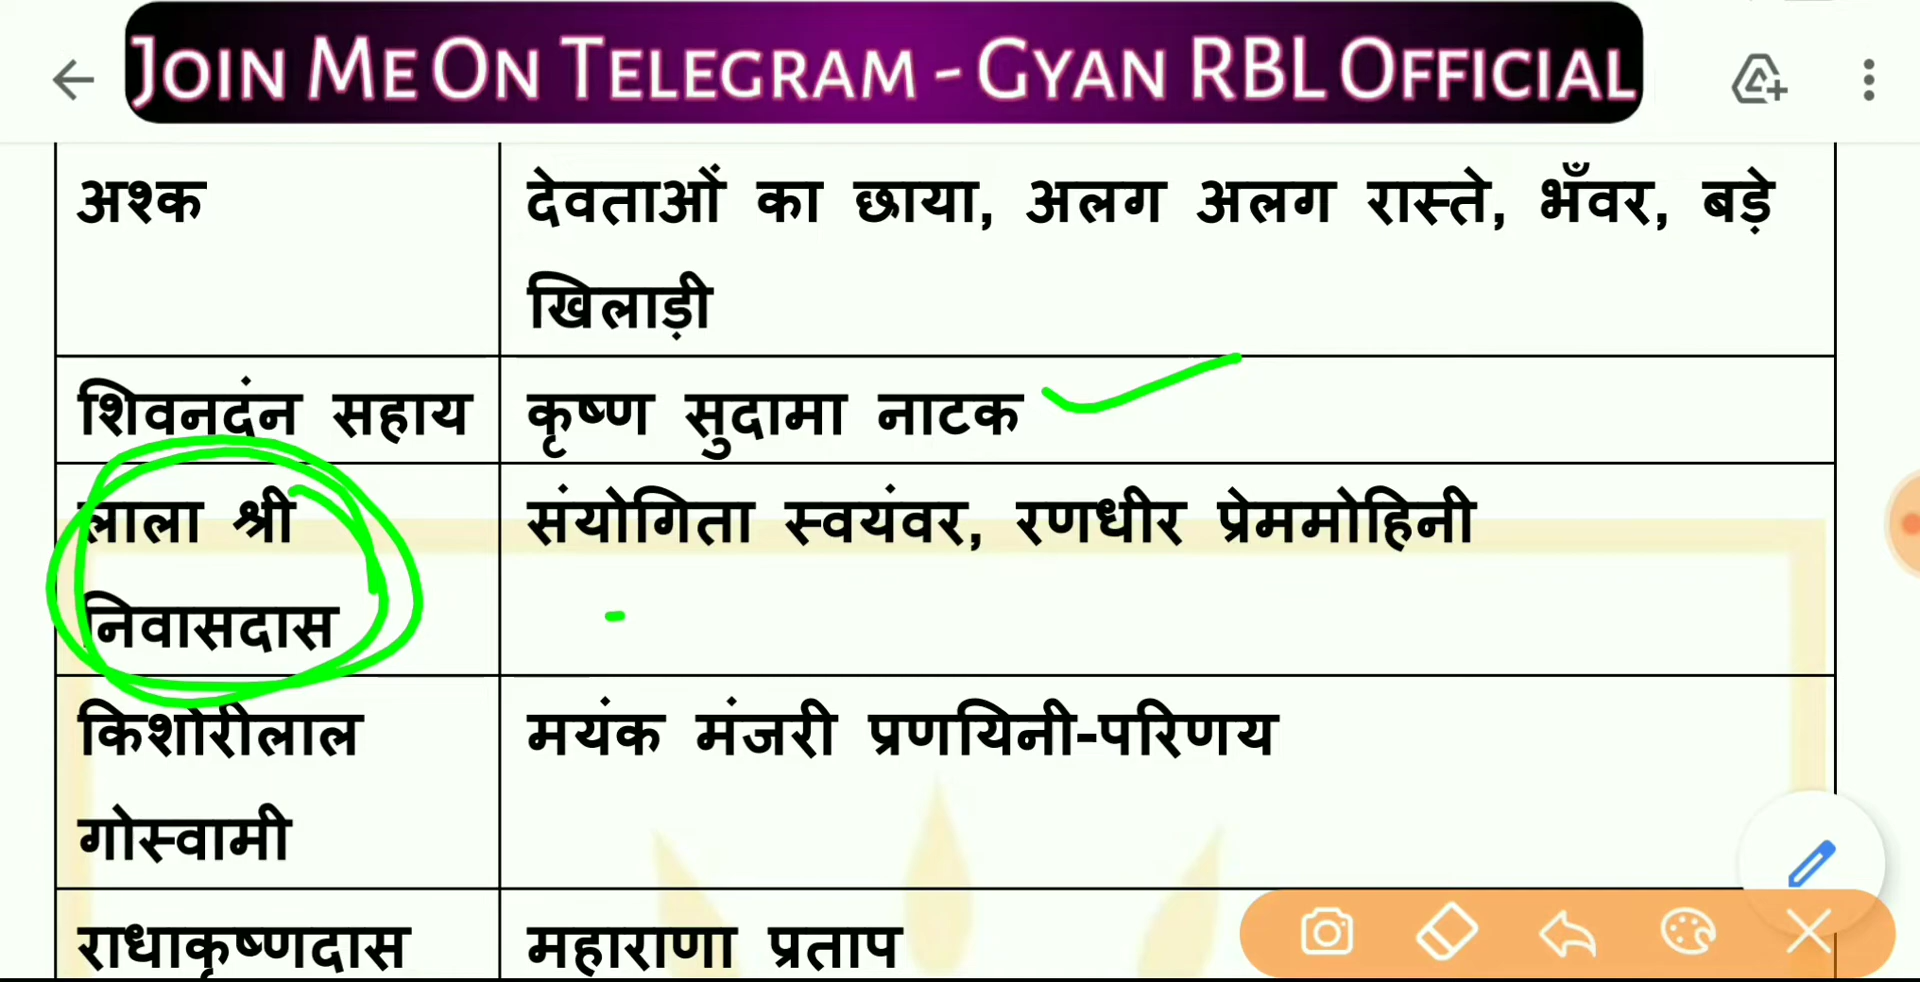 JOIN ME ON TELEGRAM - GYAN RBL OFFICIAL
अश्क देवताओं का छाया, अलग अलग रास्ते, भँवर, बड़े
खिलाड़ी
शिवनदंन सहाय कृष्ण सुदामा नाटक
लाला श्री संयोगिता स्वयंवर, रणधीर प्रेममोहिनी
निवासदास
किशोरीलाल मयंक मंजरी प्रणयिनी-परिणय
गोस्वामी
राधाकृष्णदास महाराणा प्रताप